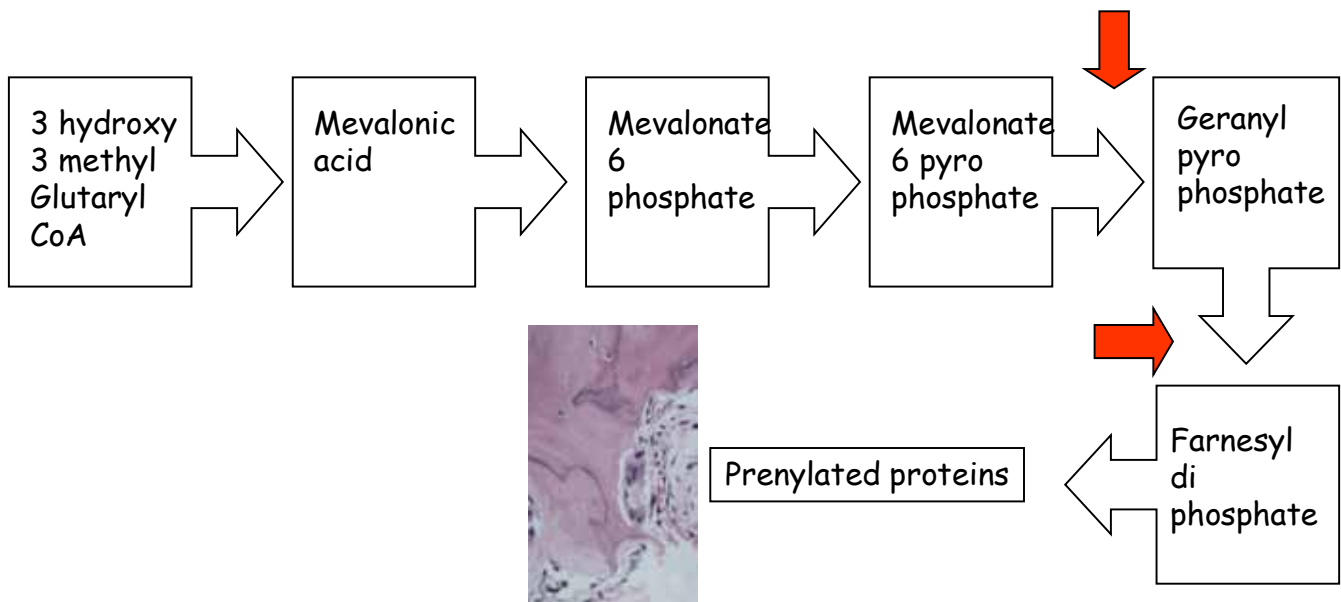 3 hydroxy
3 methyl
Glutaryl
CoA
Mevalonic
acid
Mevalonate
6
phosphate
Mevalonate
6 pyro
phosphate
Geranyl
pyro
phosphate
Farnesyl
di
phosphate
Prenylated proteins